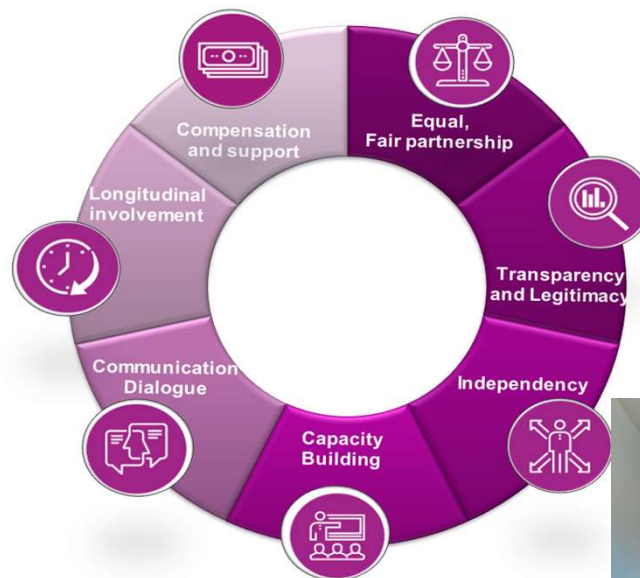 Equal,
Fair partnership
Transparency
and Legitimacy
Independency
Capacity
Building
Communication
Dialogue
Longitudinal
involvement
Compensation
and support